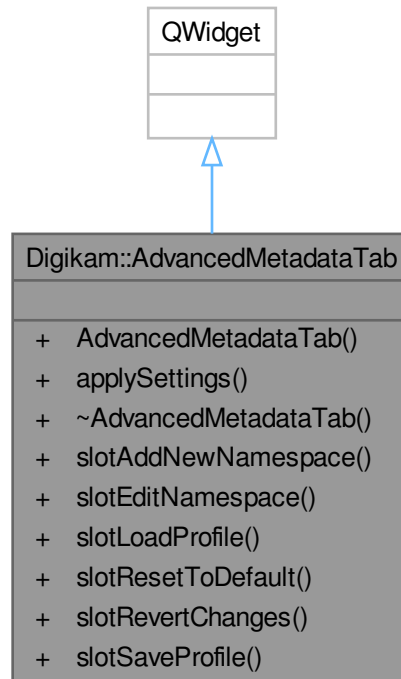 QWidget
Digikam::AdvancedMetadataTab
+ AdvancedMetadataTab()
+ applySettings()
+ ~AdvancedMetadataTab()
+ slotAddNewNamespace()
+ slotEditNamespace()
+ slotLoadProfile()
+ slotResetToDefault()
+ slotRevertChanges()
+ slotSaveProfile()